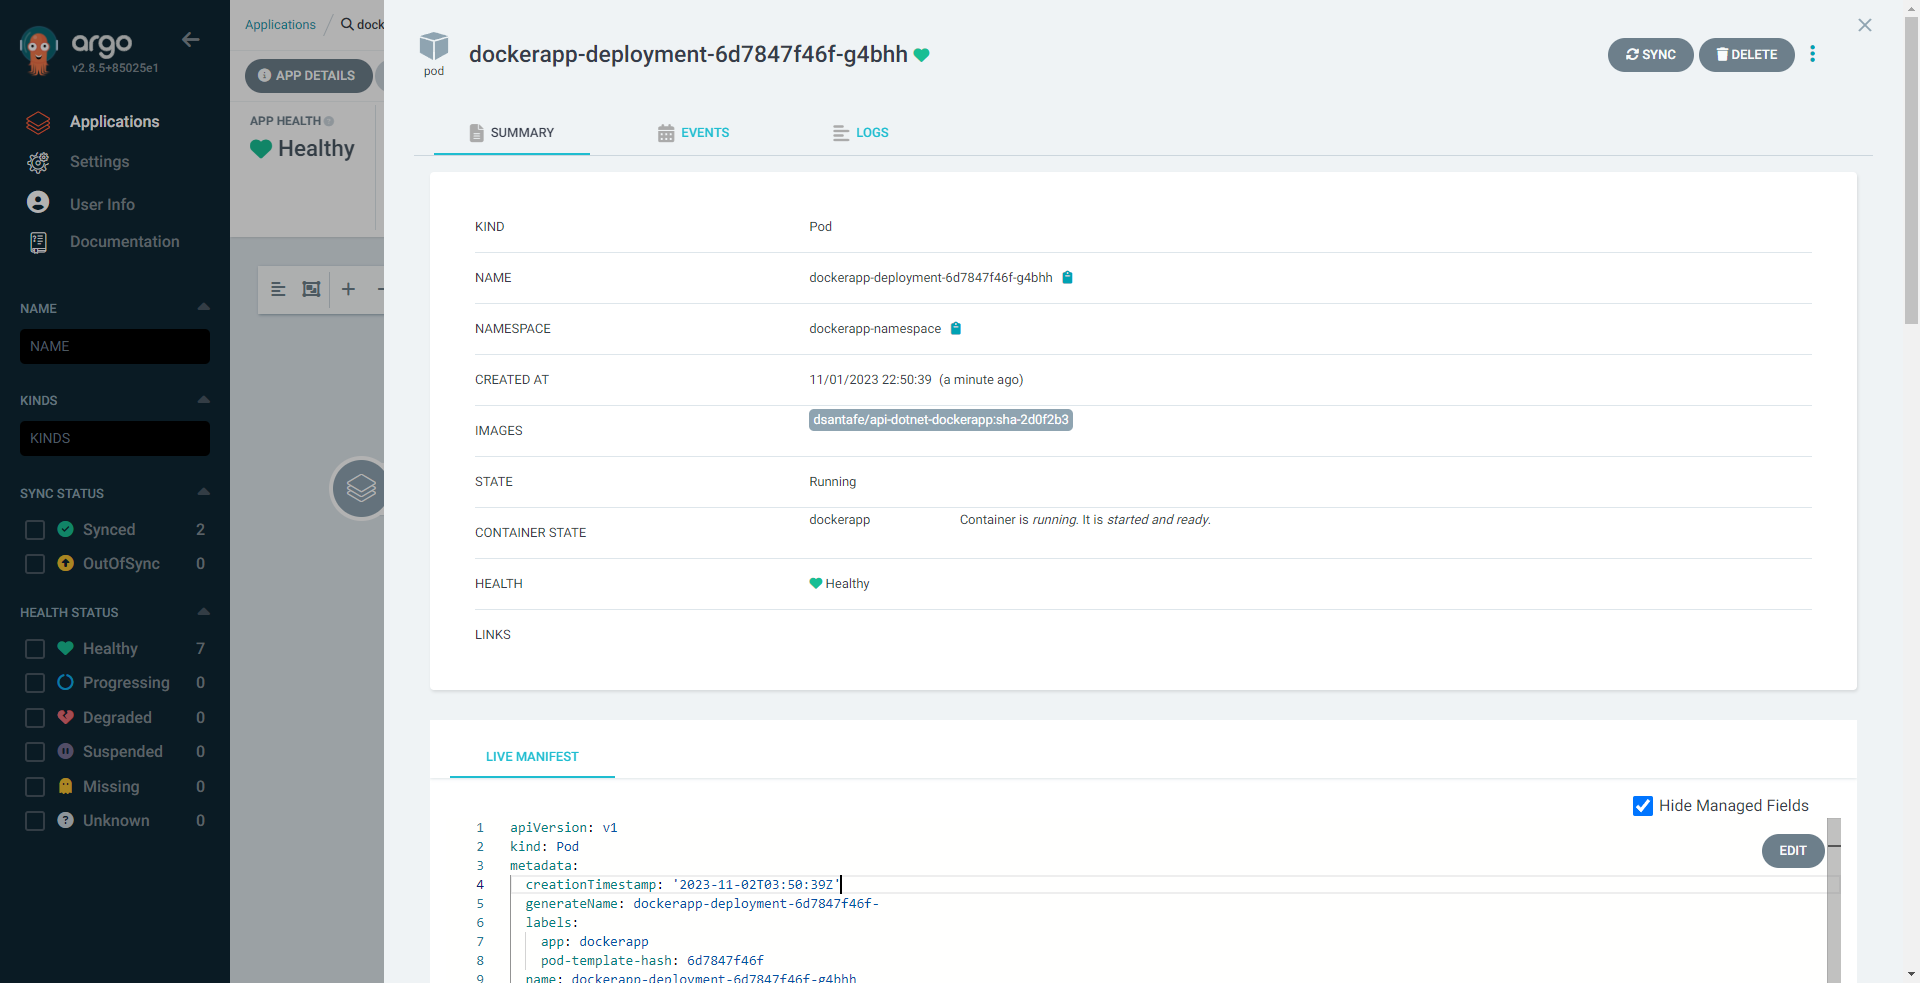 argo
v2.8.5+85025e1
Applications
Settings
User Info
Documentation
NAME
NAME
KINDS
KINDS
SYNC STATUS
Synced 2
OutOfSync 0
HEALTH STATUS
Healthy 7
Progressing 0
Degraded 0
Suspended 0
Missing 0
Unknown 0
Applications / dock
APP DETAILS
APP HEALTH
Healthy
pod
dockerapp-deployment-6d7847f46f-g4bhh
SYNC
DELETE
SUMMARY
EVENTS
LOGS
KIND Pod
NAME dockerapp-deployment-6d7847f46f-g4bhh
NAMESPACE dockerapp-namespace
CREATED AT 11/01/2023 22:50:39 (a minute ago)
IMAGES dsantafe/api-dotnet-dockerapp:sha-2d0f2b3
STATE Running
CONTAINER STATE dockerapp Container is running. It is started and ready.
HEALTH Healthy
LINKS
LIVE MANIFEST
Hide Managed Fields
EDIT
1 apiVersion: v1
2 kind: Pod
3 metadata:
4 creationTimestamp: '2023-11-02T03:50:39Z'
5 generateName: dockerapp-deployment-6d7847f46f-
6 labels:
7 app: dockerapp
8 pod-template-hash: 6d7847f46f
9 name: dockerapp-deployment-6d7847f46f-g4bhh